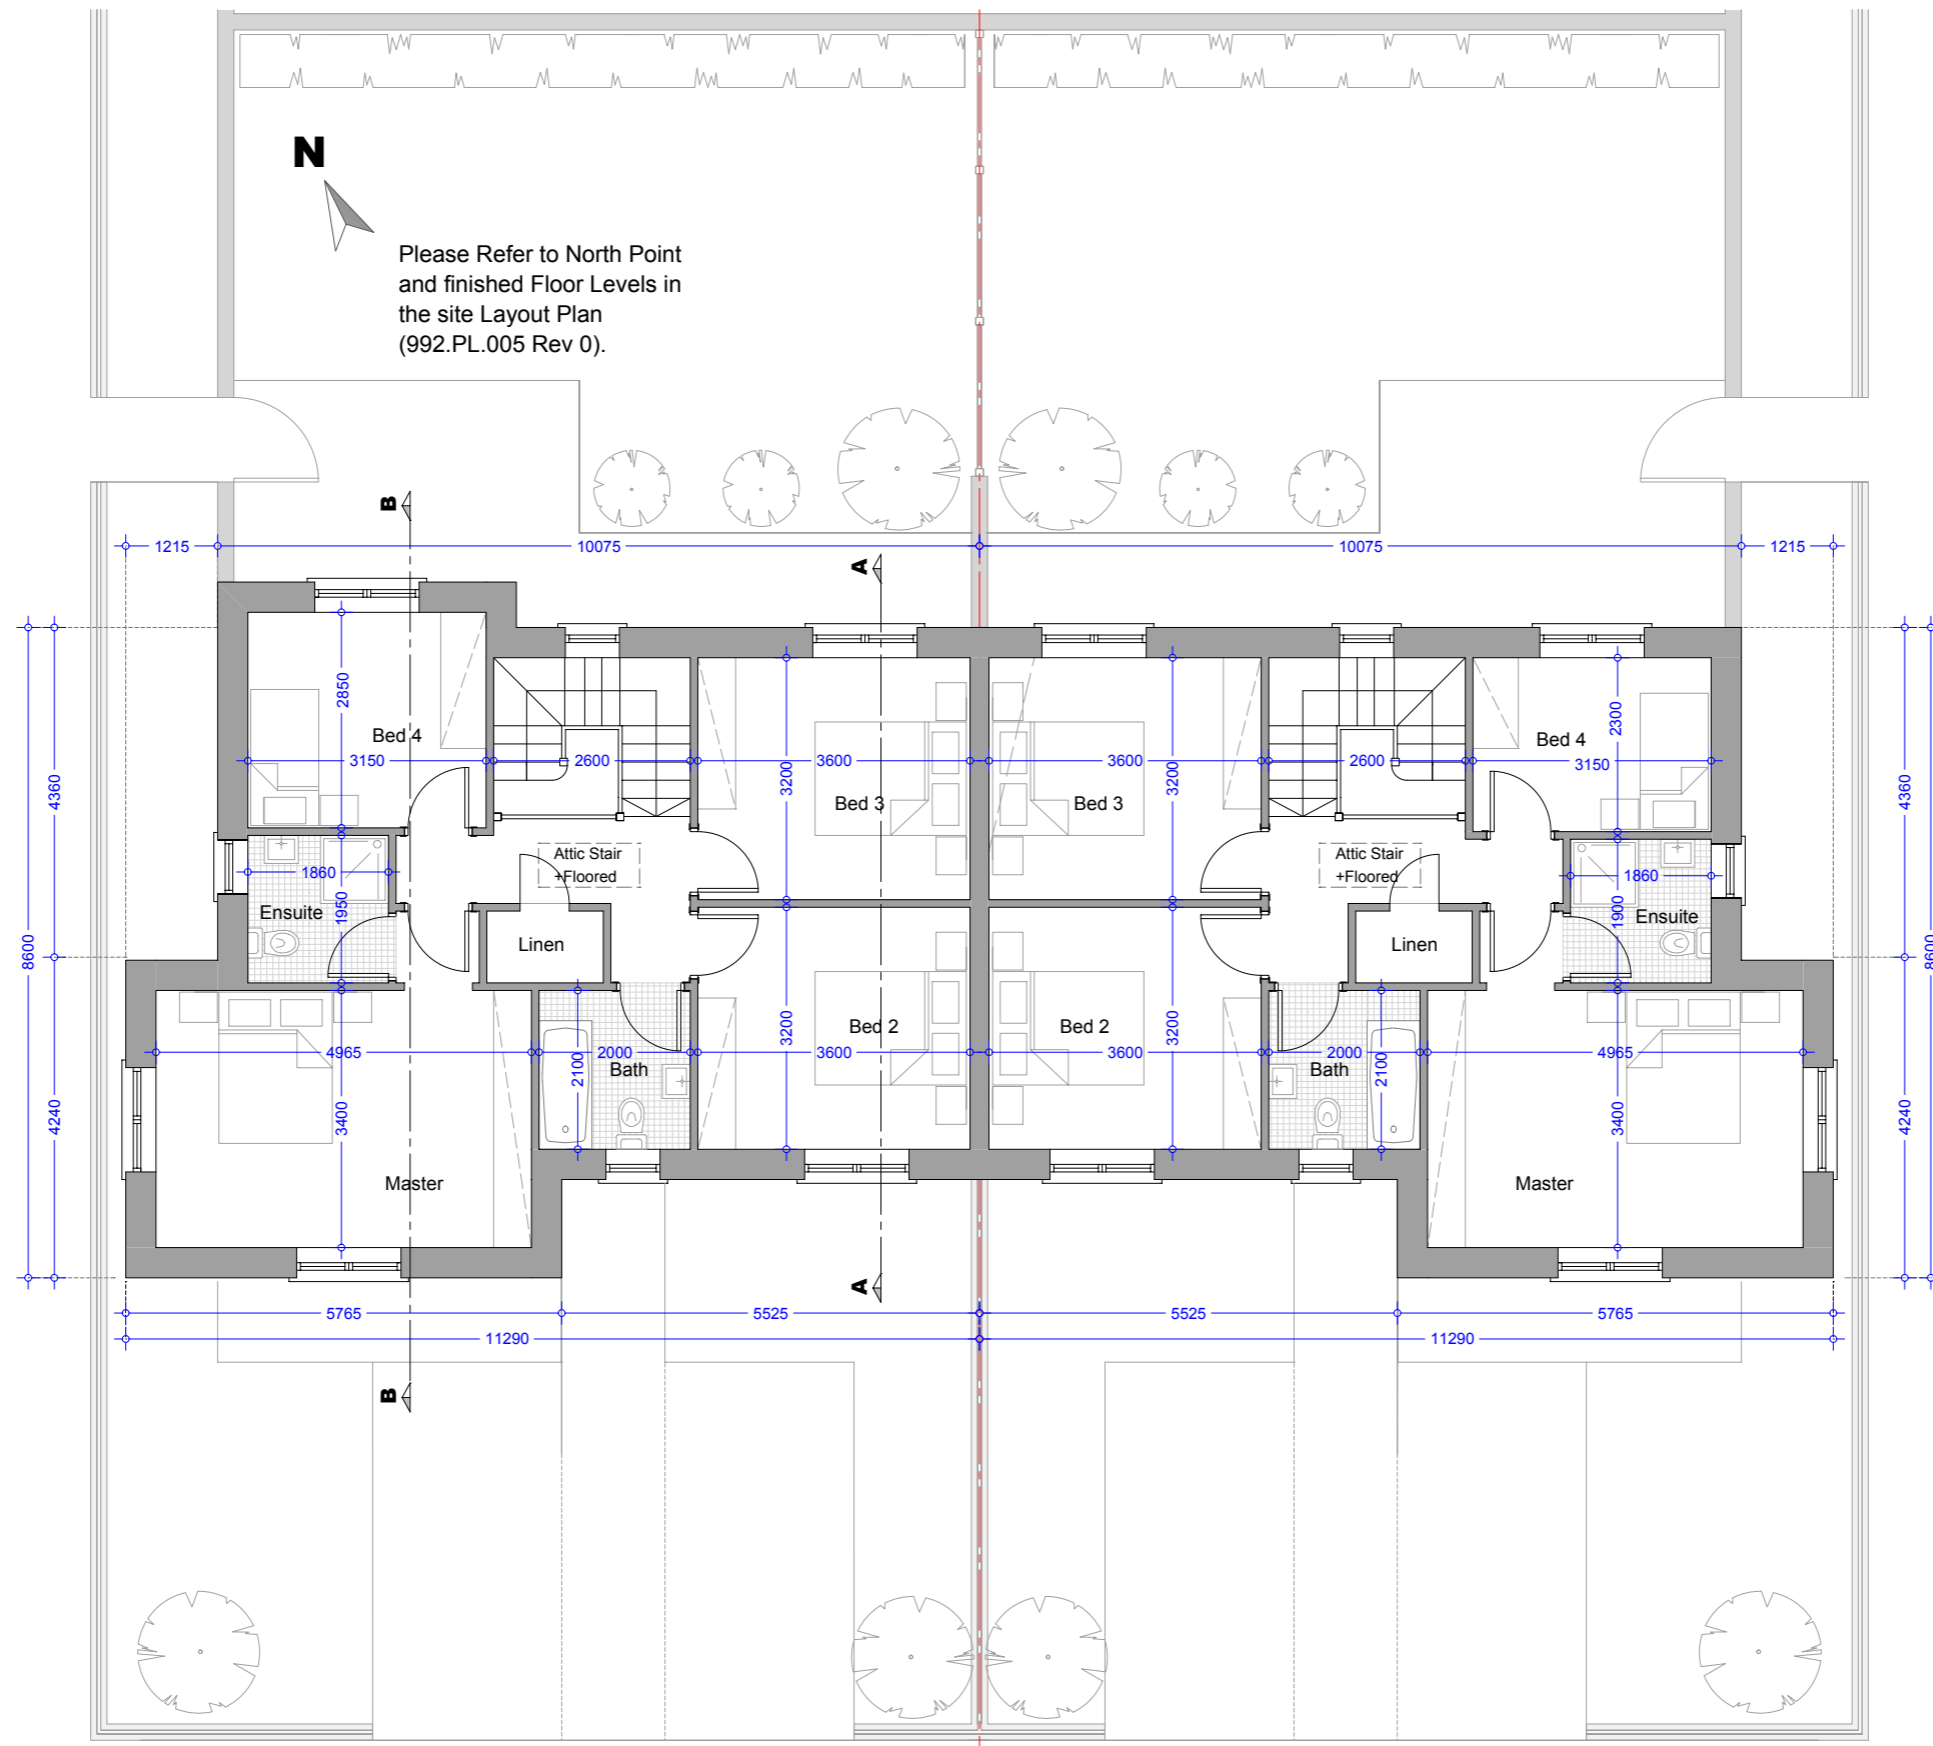 N
Please Refer to North Point
and finished Floor Levels in
the site Layout Plan
(992.PL.005 Rev 0).
B
A
1215
10075
10075
1215
2850
Bed 4
3150
2600
3600
3200
Bed 3
3600
3200
Bed 3
2600
2300
Bed 4
3150
4360
8600
4240
4360
8600
4240
1860
1950
Ensuite
Attic Stair
+Floored
Linen
Attic Stair
+Floored
Linen
1860
1900
Ensuite
4965
3400
Master
2100
2000
Bath
3200
Bed 2
3600
Bed 2
3600
3200
2000
Bath
2100
4965
3400
Master
A
5765
5525
5525
5765
11290
11290
B